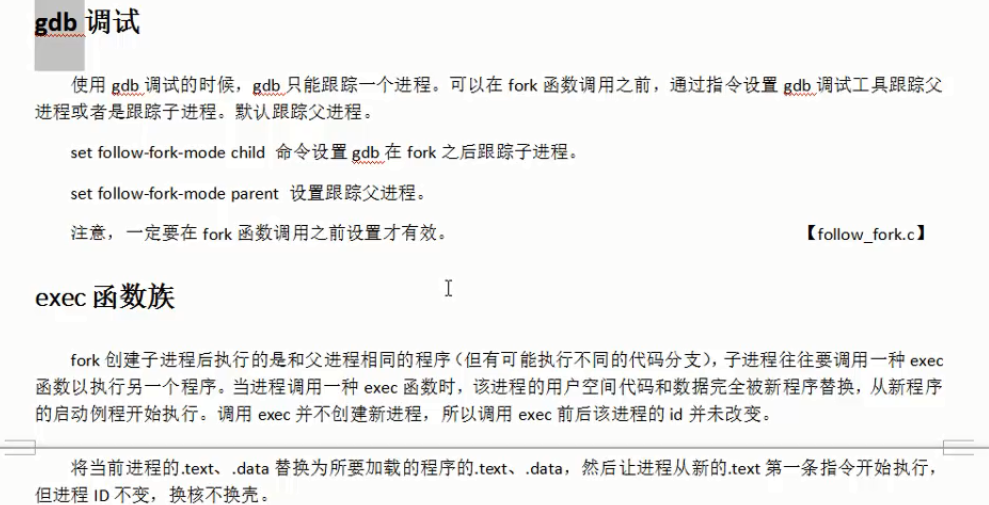 gdb 调试
使用 gdb 调试的时候，gdb 只能跟踪一个进程。可以在 fork 函数调用之前，通过指令设置 gdb 调试工具跟踪父
进程或者是跟踪子进程。默认跟踪父进程。
set follow-fork-mode child 命令设置 gdb 在 fork 之后跟踪子进程。
set follow-fork-mode parent 设置跟踪父进程。
注意，一定要在 fork 函数调用之前设置才有效。 【follow_fork.c】
exec 函数族
fork 创建子进程后执行的是和父进程相同的程序（但有可能执行不同的代码分支），子进程往往要调用一种 exec
函数以执行另一个程序。当进程调用一种 exec 函数时，该进程的用户空间代码和数据完全被新程序替换，从新程序
的启动例程开始执行。调用 exec 并不创建新进程，所以调用 exec 前后该进程的 id 并未改变。
将当前进程的.text、.data 替换为所要加载的程序的.text、.data，然后让进程从新的.text 第一条指令开始执行，
但进程 ID 不变，换核不换壳。